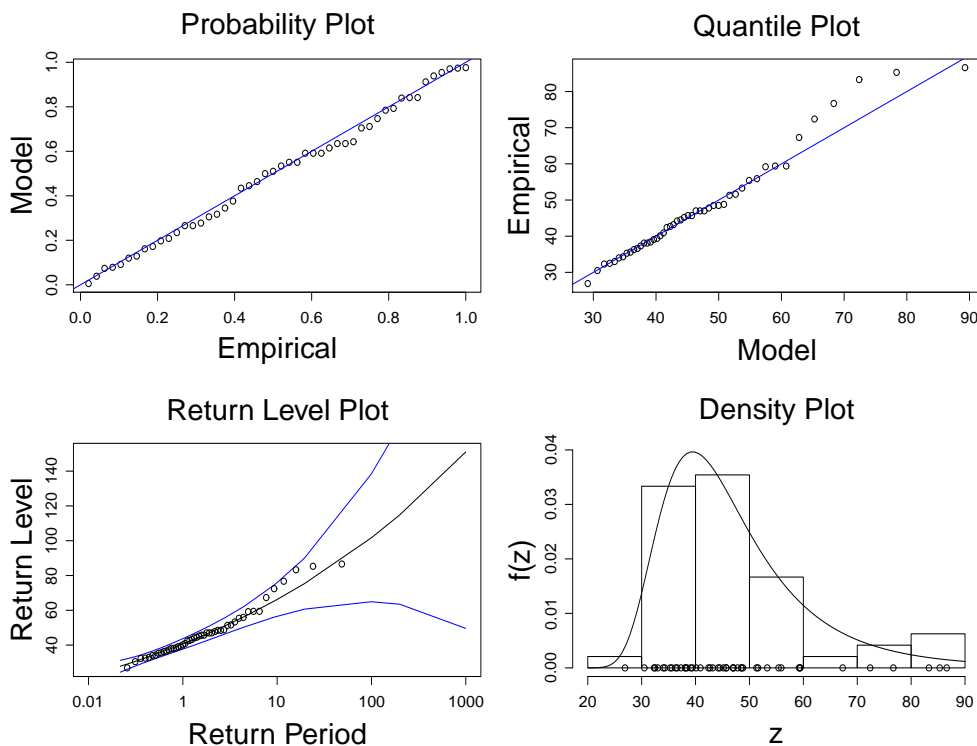 Probability Plot
Model
0.0 0.2 0.4 0.6 0.8 1.0
0.0 0.2 0.4 0.6 0.8 1.0
Empirical
Quantile Plot
Empirical
30 40 50 60 70 80
30 40 50 60 70 80 90
Model
Return Level Plot
Return Level
40 60 80 100 120 140
0.01 1 10 100 1000
Return Period
Density Plot
f(z)
0.00 0.01 0.02 0.03 0.04
20 30 40 50 60 70 80 90
z